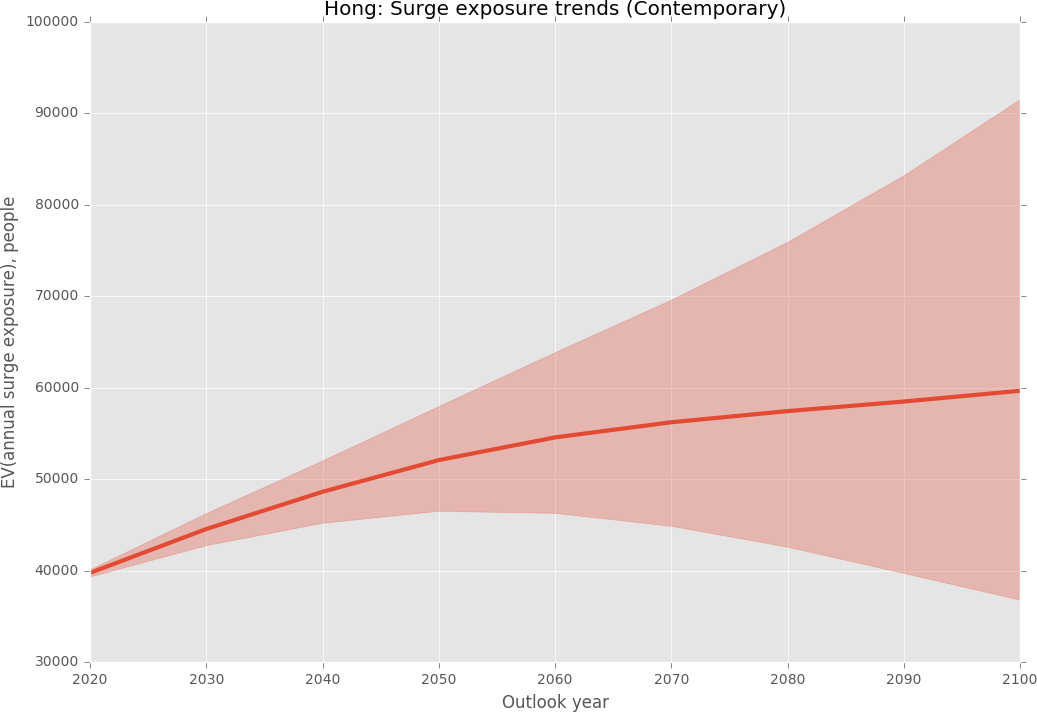 Hong: Surge exposure trends (Contemporary)
100000
90000
80000
70000
60000
50000
40000
30000
EV(annual surge exposure), people
2020 2030 2040 2050 2060 2070 2080 2090 2100
Outlook year